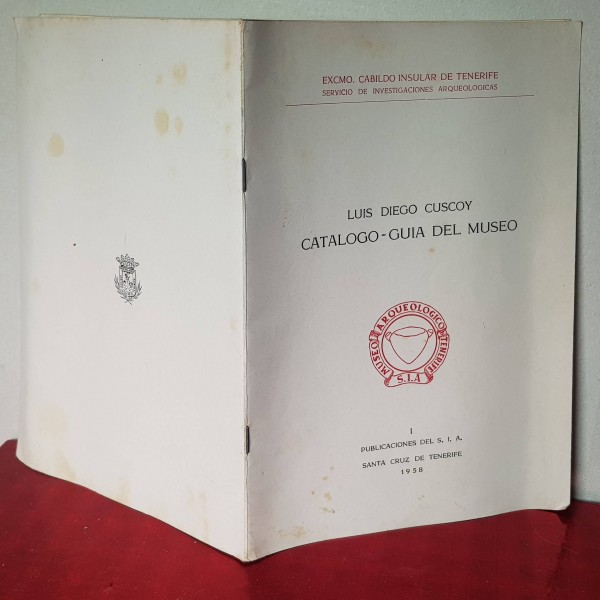 EXCMO. CABILDO INSULAR DE TENERIFE
SERVICIO DE INVESTIGACIONES ARQUEOLOGICAS
LUIS DIEGO CUSCOY
CATALOGO-GUIA DEL MUSEO
MUSEO ARQUEOLOGICO TENERIFE
S.I.A
I
PUBLICACIONES DEL S. I. A.
SANTA CRUZ DE TENERIFE
1958